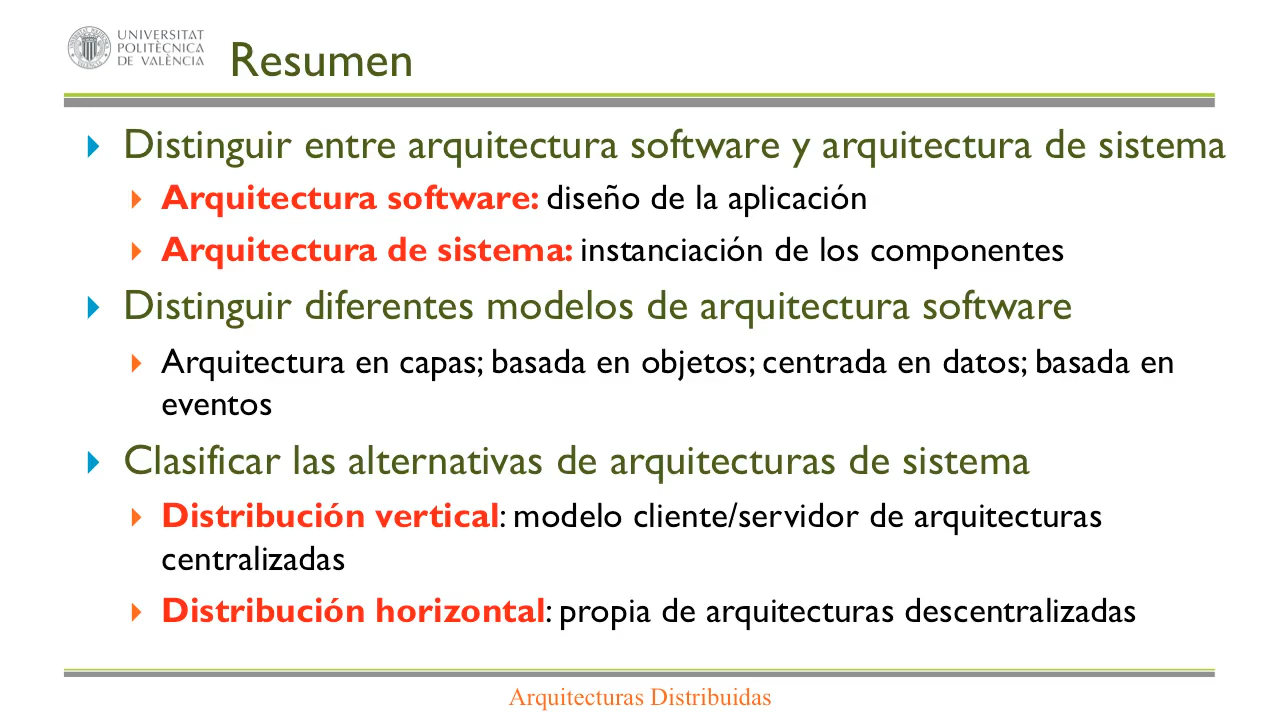 UNIVERSITAT
POLITÈCNICA
DE VALÈNCIA
Resumen
Distinguir entre arquitectura software y arquitectura de sistema
Arquitectura software: diseño de la aplicación
Arquitectura de sistema: instanciación de los componentes
Distinguir diferentes modelos de arquitectura software
Arquitectura en capas; basada en objetos; centrada en datos; basada en
eventos
Clasificar las alternativas de arquitecturas de sistema
Distribución vertical: modelo cliente/servidor de arquitecturas
centralizadas
Distribución horizontal: propia de arquitecturas descentralizadas
Arquitecturas Distribuidas